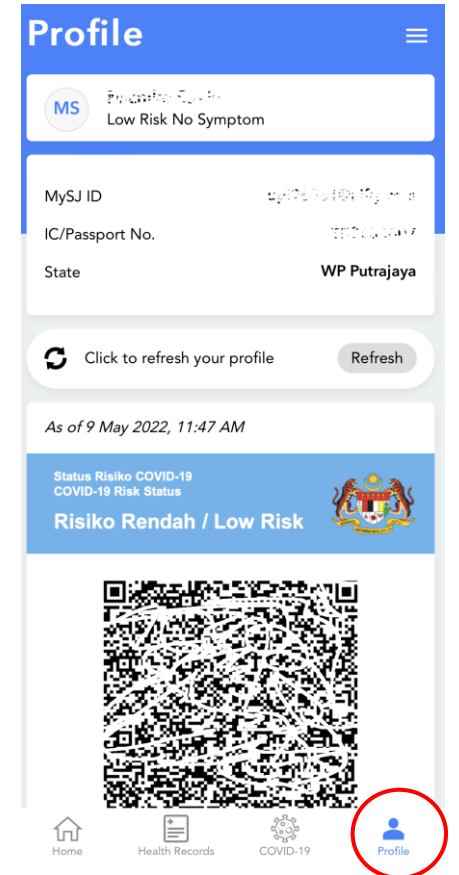 Profile
MS
Low Risk No Symptom
MySJ ID
IC/Passport No.
State WP Putrajaya
Click to refresh your profile Refresh
As of 9 May 2022, 11:47 AM
Status Risiko COVID-19
COVID-19 Risk Status
Risiko Rendah / Low Risk
Home Health Records COVID-19 Profile